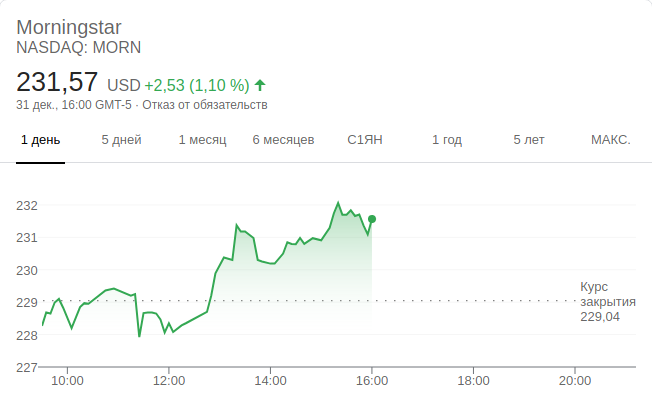 Morningstar
NASDAQ: MORN
231,57 USD +2,53 (1,10 %)
31 дек., 16:00 GMT-5 · Отказ от обязательств
1 день 5 дней 1 месяц 6 месяцев С1ЯН 1 год 5 лет МАКС.
232
231
230
229
228
227
Курс
закрытия
229,04
10:00 12:00 14:00 16:00 18:00 20:00